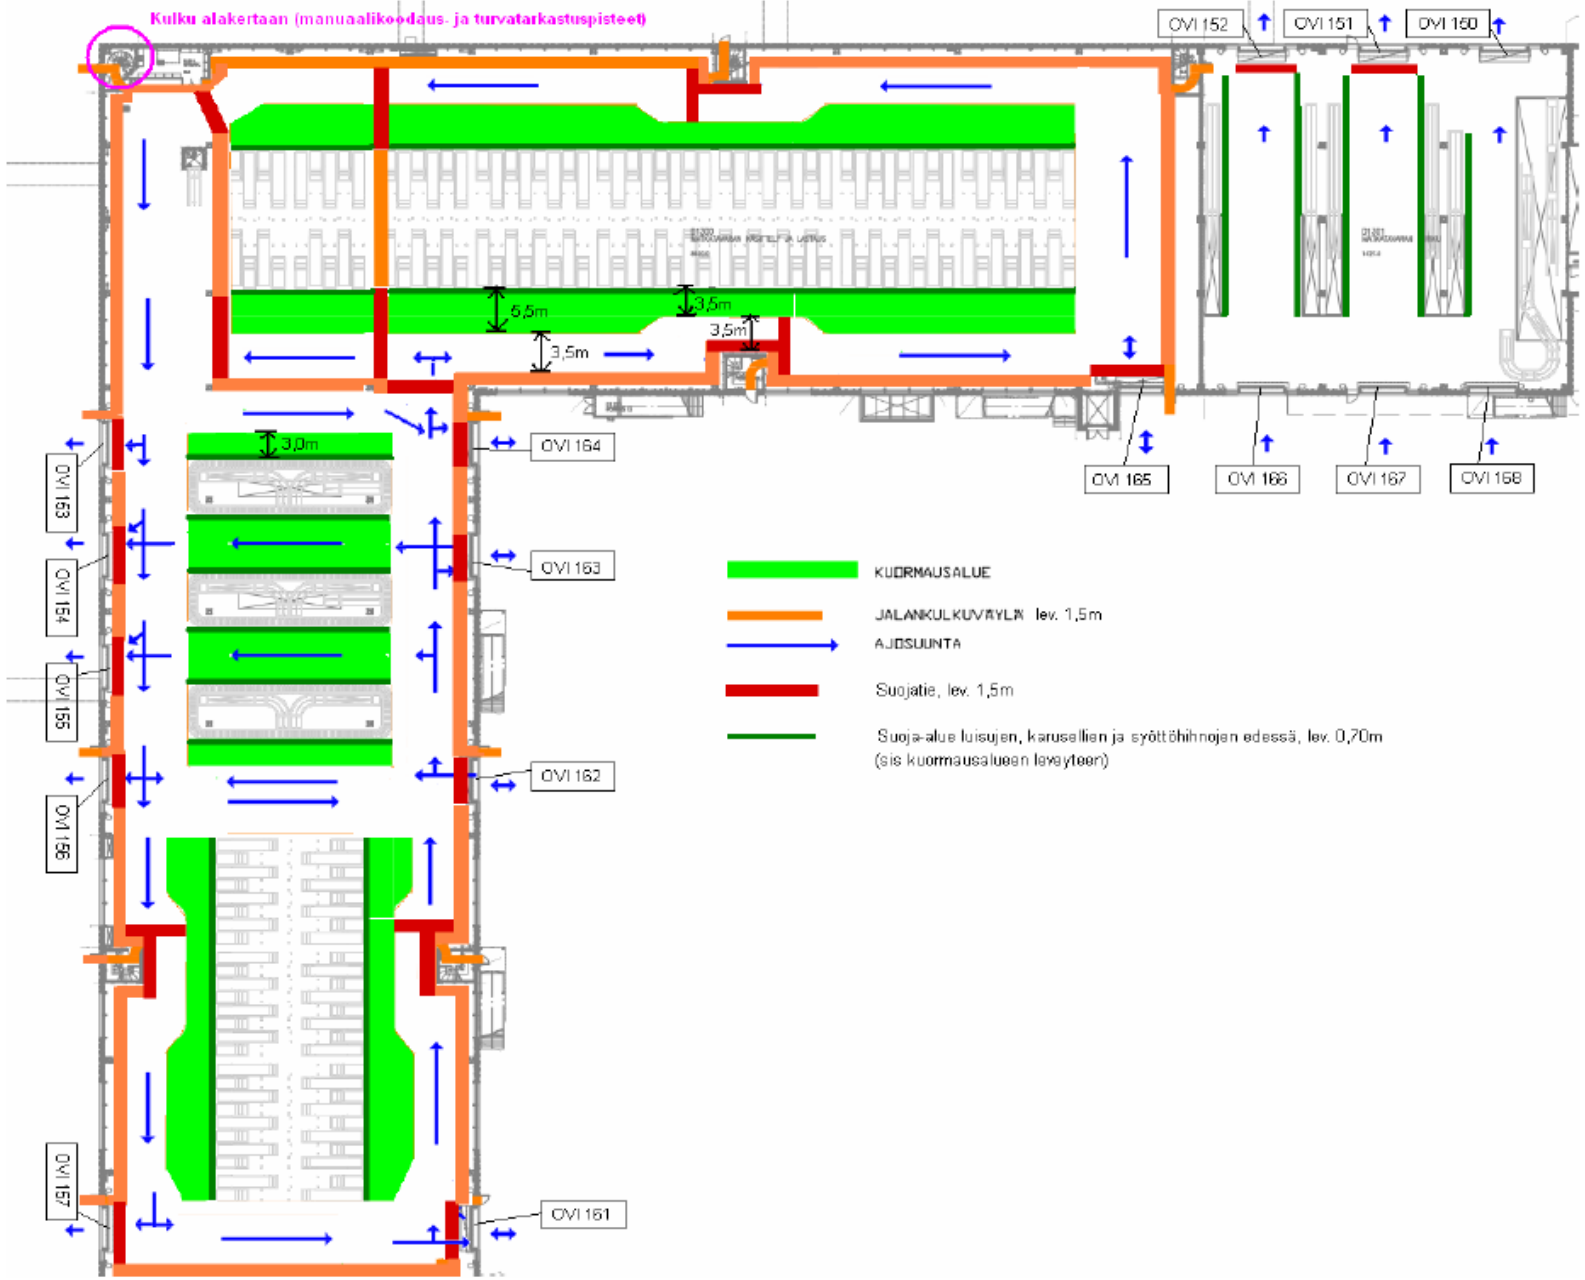 Kulku alakertaan (manuaalikoodaus- ja turvatarkastuspisteet)
OVI 152
OVI 151
OVI 150
5,5m
3,5m
3,5m
3,5m
3,0m
OVI 153
OVI 154
OVI 155
OVI 156
OVI 157
OVI 164
OVI 163
OVI 162
OVI 161
OVI 165
OVI 166
OVI 167
OVI 168
KUORMAUSALUE
JALANKULKUVÄYLÄ lev. 1,5m
AJOSUUNTA
Suojatie, lev. 1,5m
Suoja-alue luisujen, karusellien ja syöttöhihnojen edessä, lev. 0,70m
(sis kuormausalueen leveyteen)